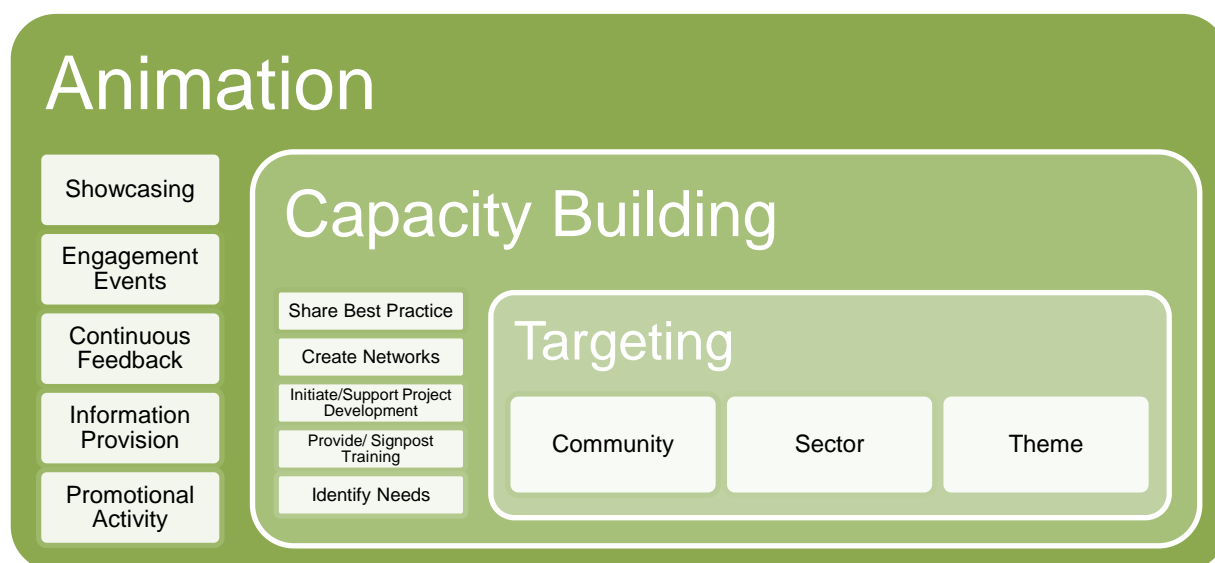 Animation
Showcasing
Engagement
Events
Continuous
Feedback
Information
Provision
Promotional
Activity
Capacity Building
Share Best Practice
Create Networks
Initiate/Support Project
Development
Provide/ Signpost
Training
Identify Needs
Targeting
Community
Sector
Theme